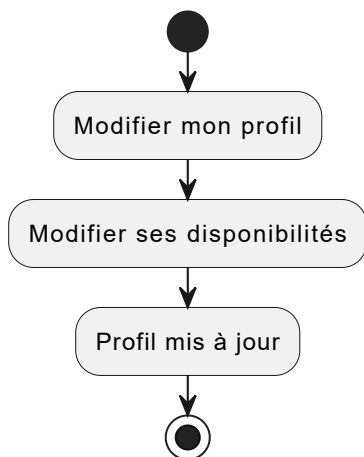 Modifier mon profil
Modifier ses disponibilités
Profil mis à jour